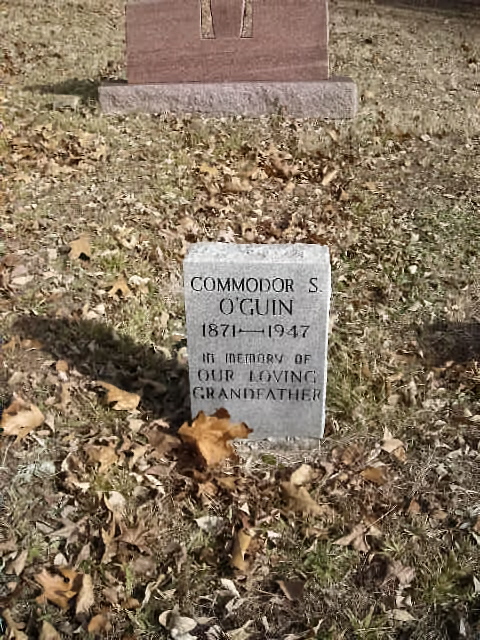 COMMODOR S.
O'GUIN
1871–1947
IN MEMORY OF
OUR LOVING
GRANDFATHER